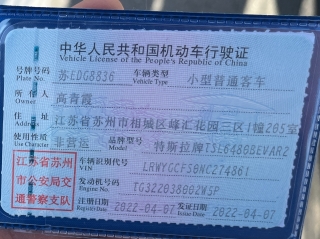 中华人民共和国机动车行驶证
Vehicle License of the People's Republic of China
号牌号码 苏EDG8836 车辆类型 小型普通客车
Plate No. Vehicle Type
所有人 高青霞
Owner
住址 江苏省苏州市相城区峰汇花园三区1幢205室
Address
使用性质 非营运 品牌型号 特斯拉牌TSL6480BEVAR2
Use Character Model
江苏省苏州市公安局交通警察支队
车辆识别代号 LRWYGCFS8NC274861
VIN
发动机号码 TG322038002W5P
Engine No.
注册日期 2022-04-07 发证日期 2022-04-07
Register Date Issue Date